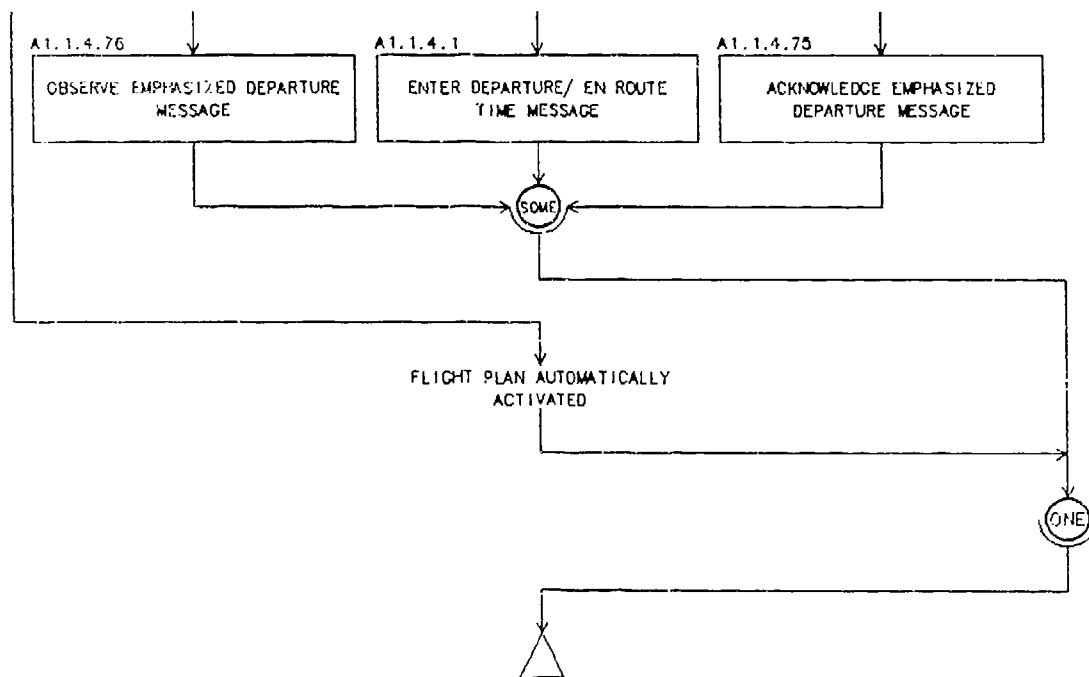 A1.1.4.76
A1.1.4.1
A1.1.4.75
OBSERVE EMPHASIZED DEPARTURE
MESSAGE
ENTER DEPARTURE/ EN ROUTE
TIME MESSAGE
ACKNOWLEDGE EMPHASIZED
DEPARTURE MESSAGE
SOME
FLIGHT PLAN AUTOMATICALLY
ACTIVATED
ONE